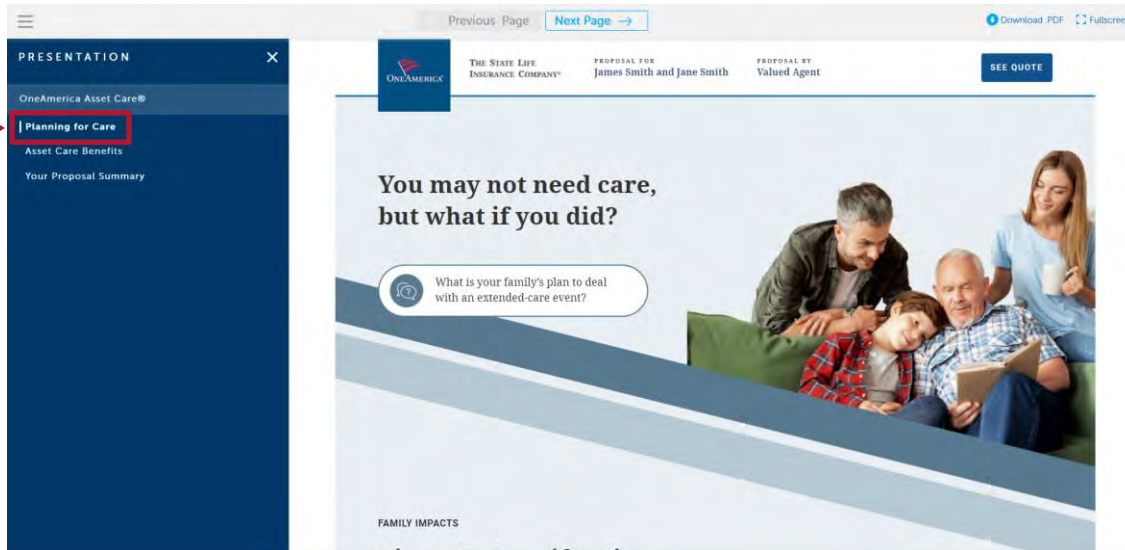 Previous Page
Next Page →
Download PDF
Fullscree
PRESENTATION
OneAmerica Asset Care®
Planning for Care
Asset Care Benefits
Your Proposal Summary
ONEAMERICA®
THE STATE LIFE
INSURANCE COMPANY®
PROPOSAL FOR
James Smith and Jane Smith
PROPOSAL BY
Valued Agent
SEE QUOTE
You may not need care,
but what if you did?
What is your family's plan to deal
with an extended-care event?
FAMILY IMPACTS